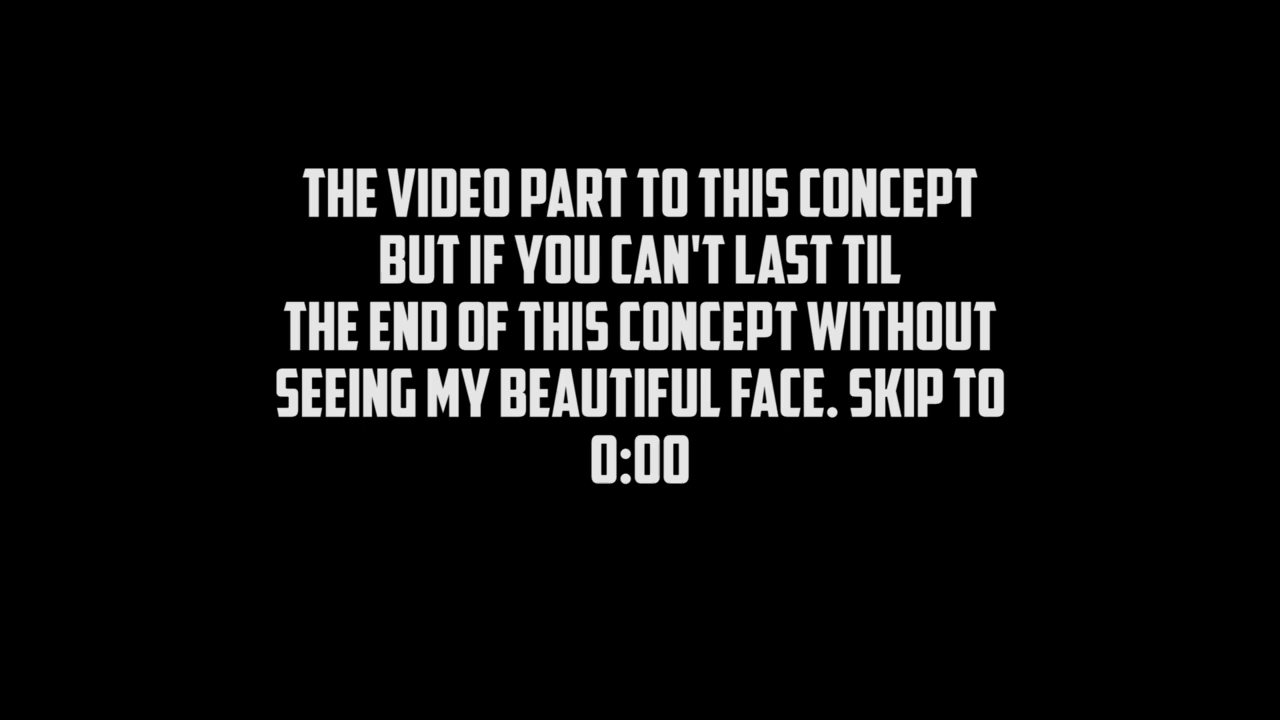 THE VIDEO PART TO THIS CONCEPT
BUT IF YOU CAN'T LAST TIL
THE END OF THIS CONCEPT WITHOUT
SEEING MY BEAUTIFUL FACE. SKIP TO
0:00